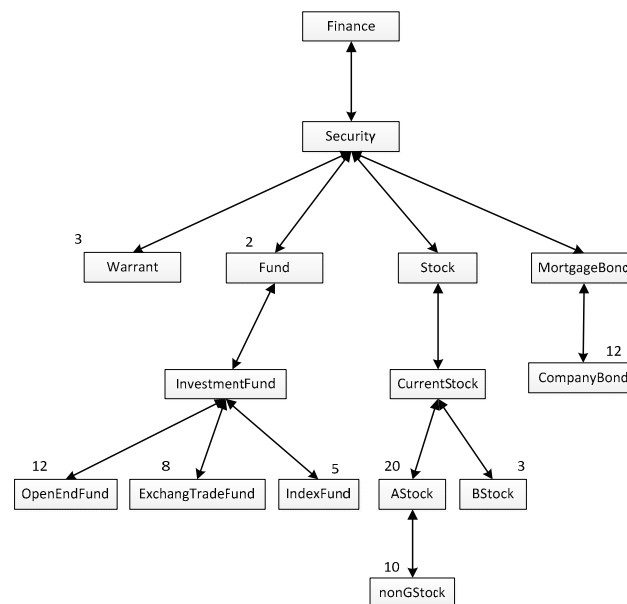 Finance
Security
3
2
Warrant
Fund
Stock
MortgageBond
12
InvestmentFund
CurrentStock
CompanyBond
12
8
5
20
3
OpenEndFund
ExchangTradeFund
IndexFund
AStock
BStock
10
nonGStock